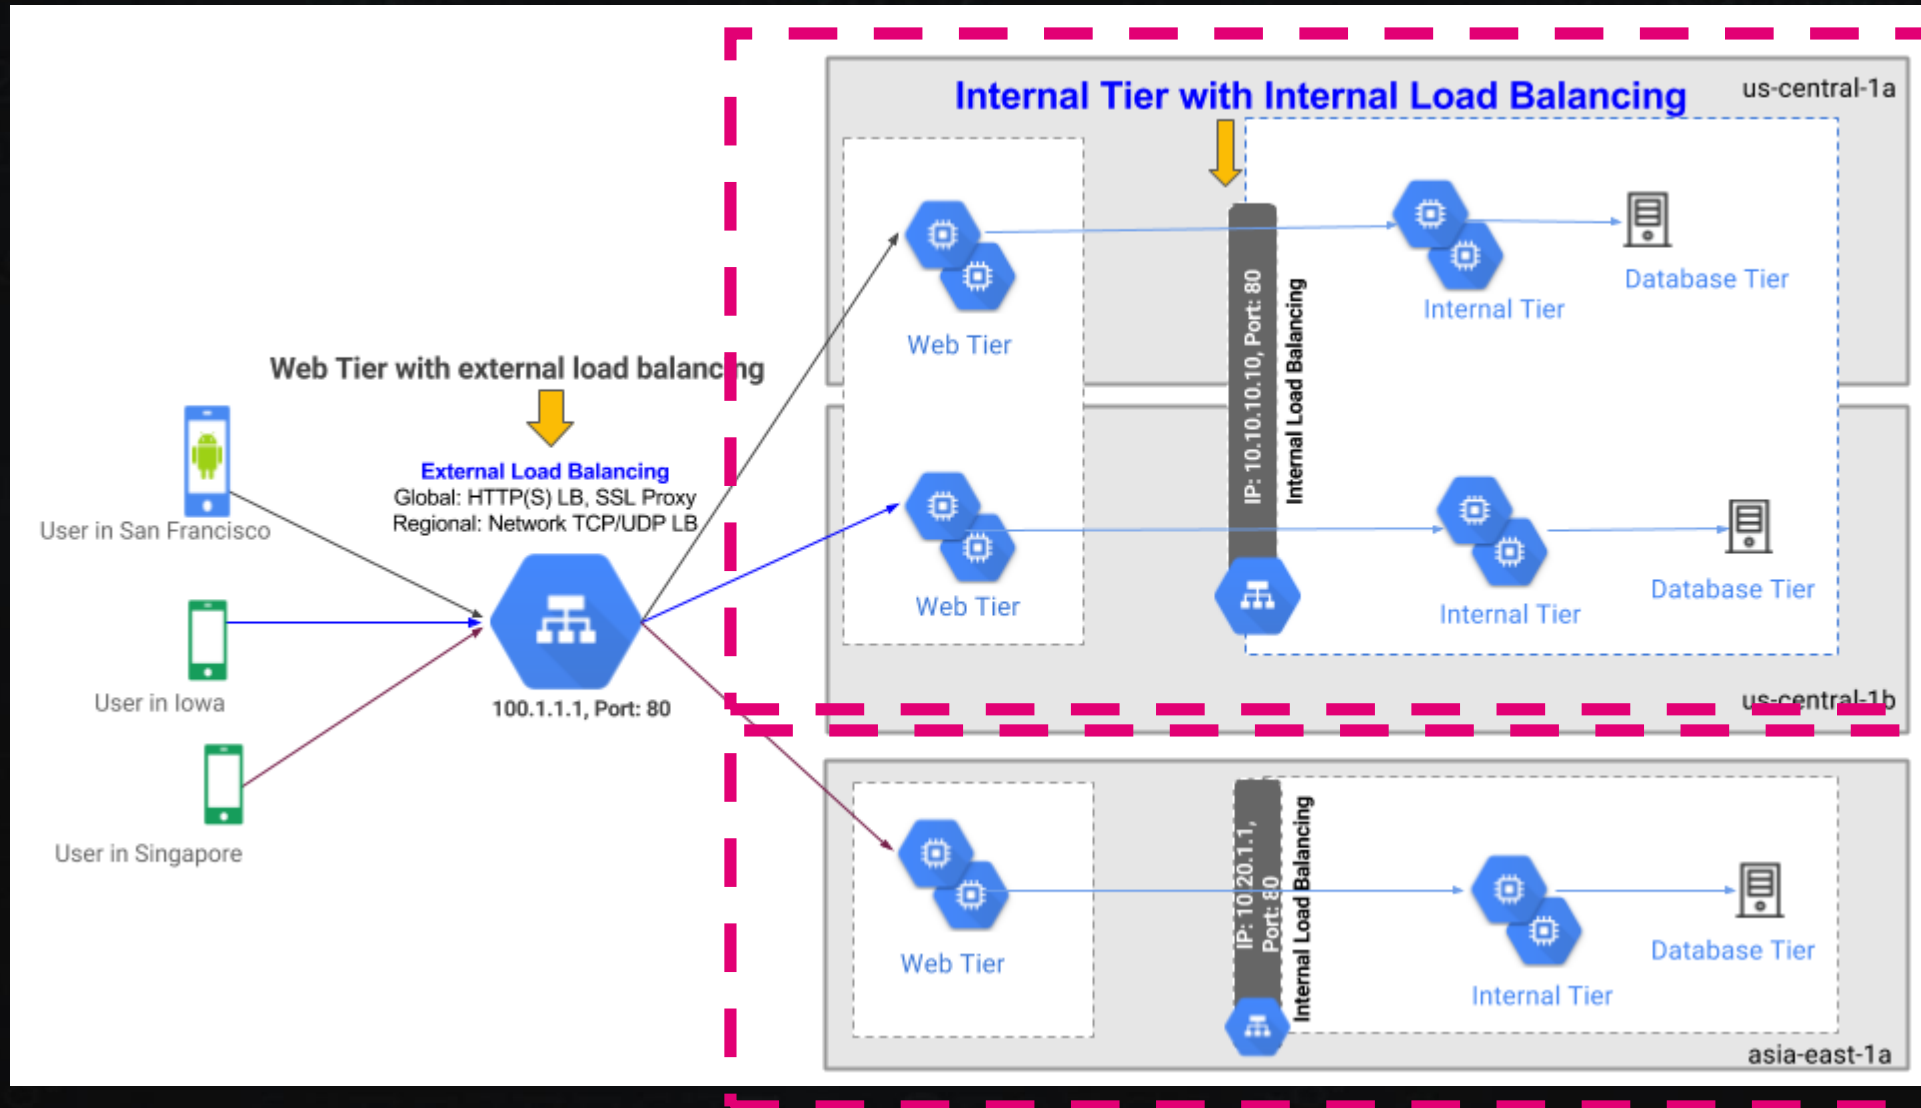 Internal Tier with Internal Load Balancing
us-central-1a
Web Tier
IP: 10.10.10.10, Port: 80
Internal Load Balancing
Internal Tier
Database Tier
Web Tier with external load balancing
External Load Balancing
Global: HTTP(S) LB, SSL Proxy
Regional: Network TCP/UDP LB
User in San Francisco
User in Iowa
User in Singapore
100.1.1.1, Port: 80
Web Tier
Internal Tier
Database Tier
us-central-1b
Web Tier
IP: 10.20.1.1,
Port: 80
Internal Load Balancing
Internal Tier
Database Tier
asia-east-1a